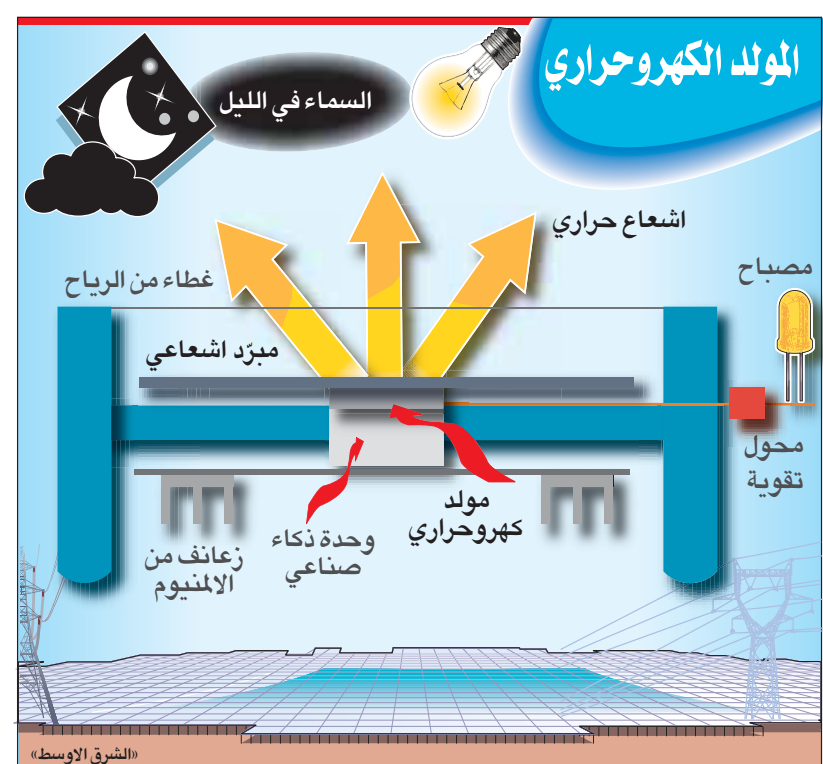 المولد الكهروحراري
السماء في الليل
اشعاع حراري
غطاء من الرياح
مصباح
مبرّد اشعاعي
محول
تقوية
مولد
كهروحراري
وحدة ذكاء
صناعي
زعانف من
الالمنيوم
«الشرق الاوسط»